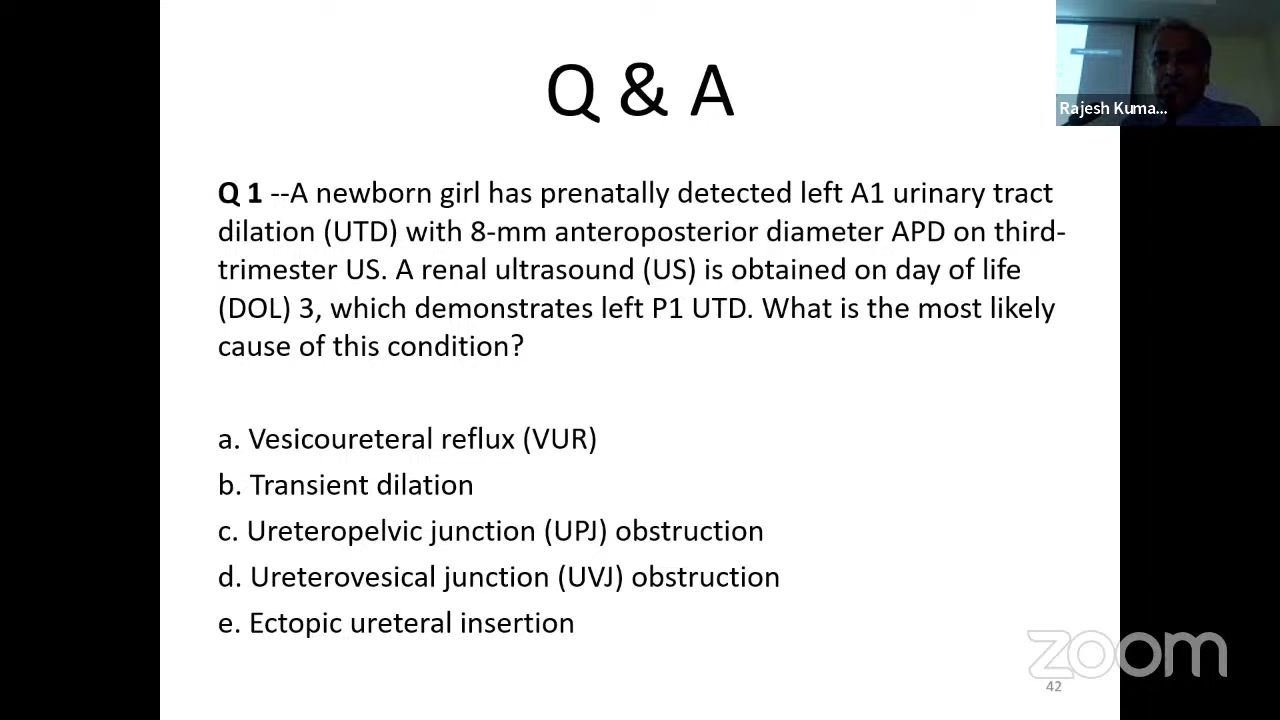 Q & A
Rajesh Kuma...
Q 1 --A newborn girl has prenatally detected left A1 urinary tract
dilation (UTD) with 8-mm anteroposterior diameter APD on third-
trimester US. A renal ultrasound (US) is obtained on day of life
(DOL) 3, which demonstrates left P1 UTD. What is the most likely
cause of this condition?
a. Vesicoureteral reflux (VUR)
b. Transient dilation
c. Ureteropelvic junction (UPJ) obstruction
d. Ureterovesical junction (UVJ) obstruction
e. Ectopic ureteral insertion
zoom
42